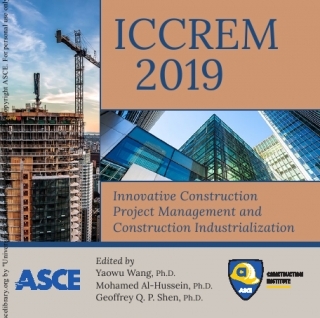 ICCREM
2019
Innovative Construction
Project Management and
Construction Industrialization
Edited by
Yaowu Wang, Ph.D.
Mohamed Al-Hussein, Ph.D.
Geoffrey Q. P. Shen, Ph.D.
ASCE
CONSTRUCTION
INSTITUTE